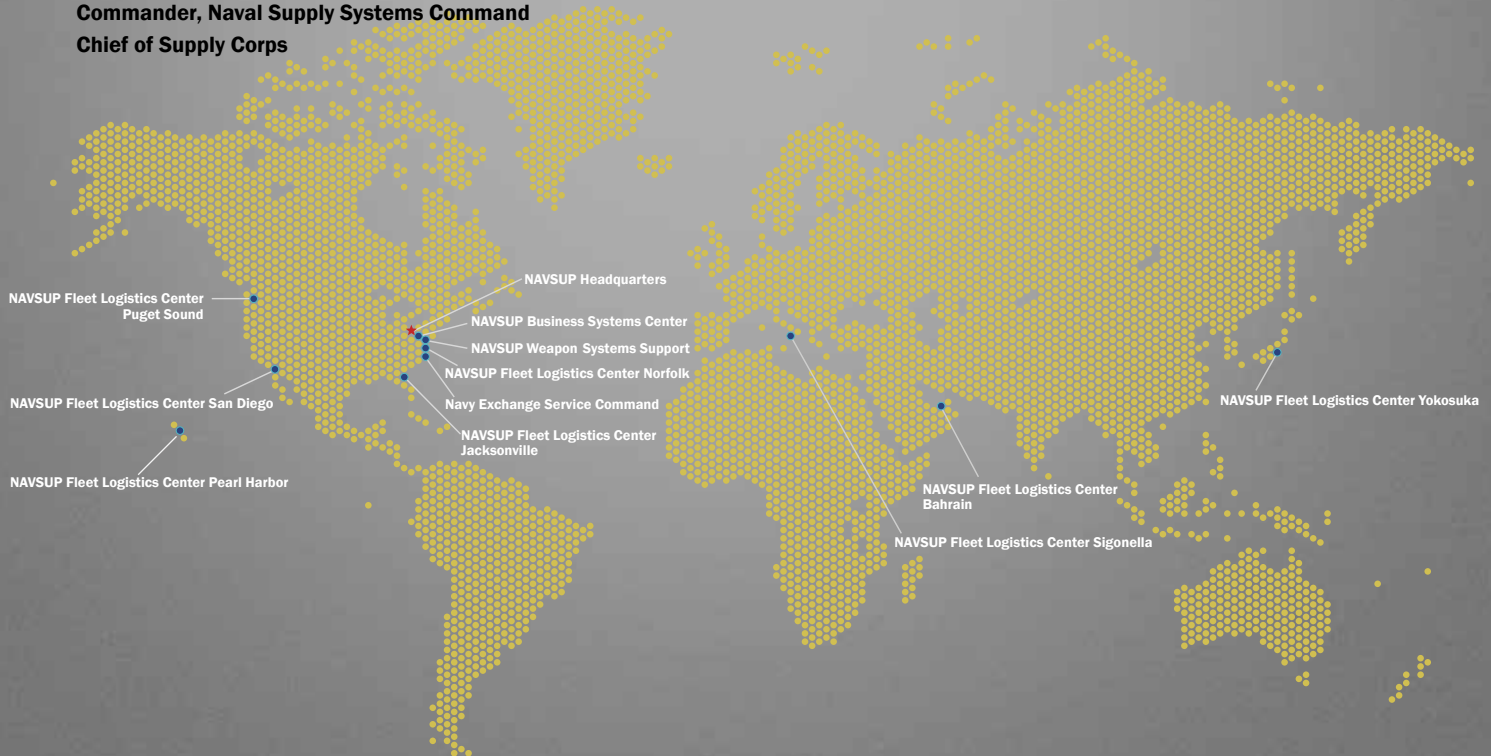 Commander, Naval Supply Systems Command
Chief of Supply Corps
NAVSUP Headquarters
NAVSUP Fleet Logistics Center
Puget Sound
NAVSUP Business Systems Center
NAVSUP Weapon Systems Support
NAVSUP Fleet Logistics Center Norfolk
NAVSUP Fleet Logistics Center San Diego
Navy Exchange Service Command
NAVSUP Fleet Logistics Center Yokosuka
NAVSUP Fleet Logistics Center
Jacksonville
NAVSUP Fleet Logistics Center Pearl Harbor
NAVSUP Fleet Logistics Center
Bahrain
NAVSUP Fleet Logistics Center Sigonella